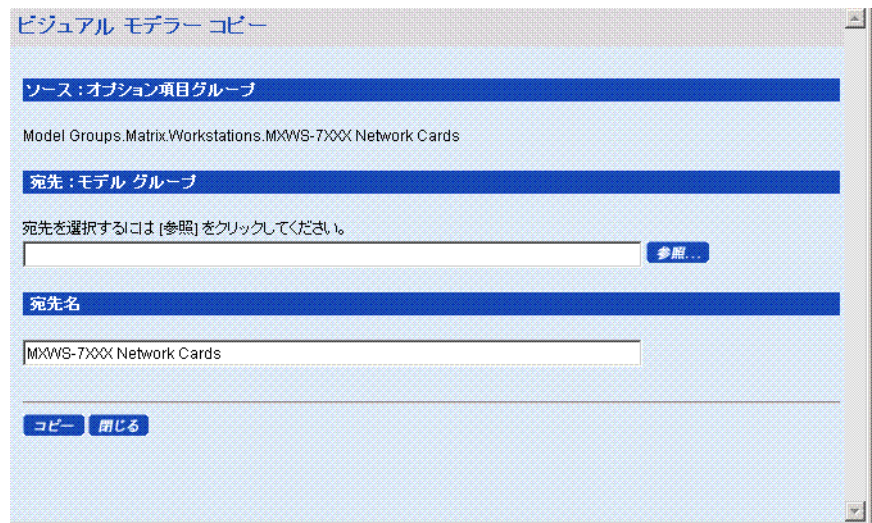 ビジュアル モデラー コピー
ソース : オプション項目グループ
Model Groups.Matrix.Workstations.MXWS-7XXX Network Cards
宛先 : モデル グループ
宛先を選択するには [参照] をクリックしてください。
参照...
宛先名
MXWS-7XXX Network Cards
コピー 閉じる